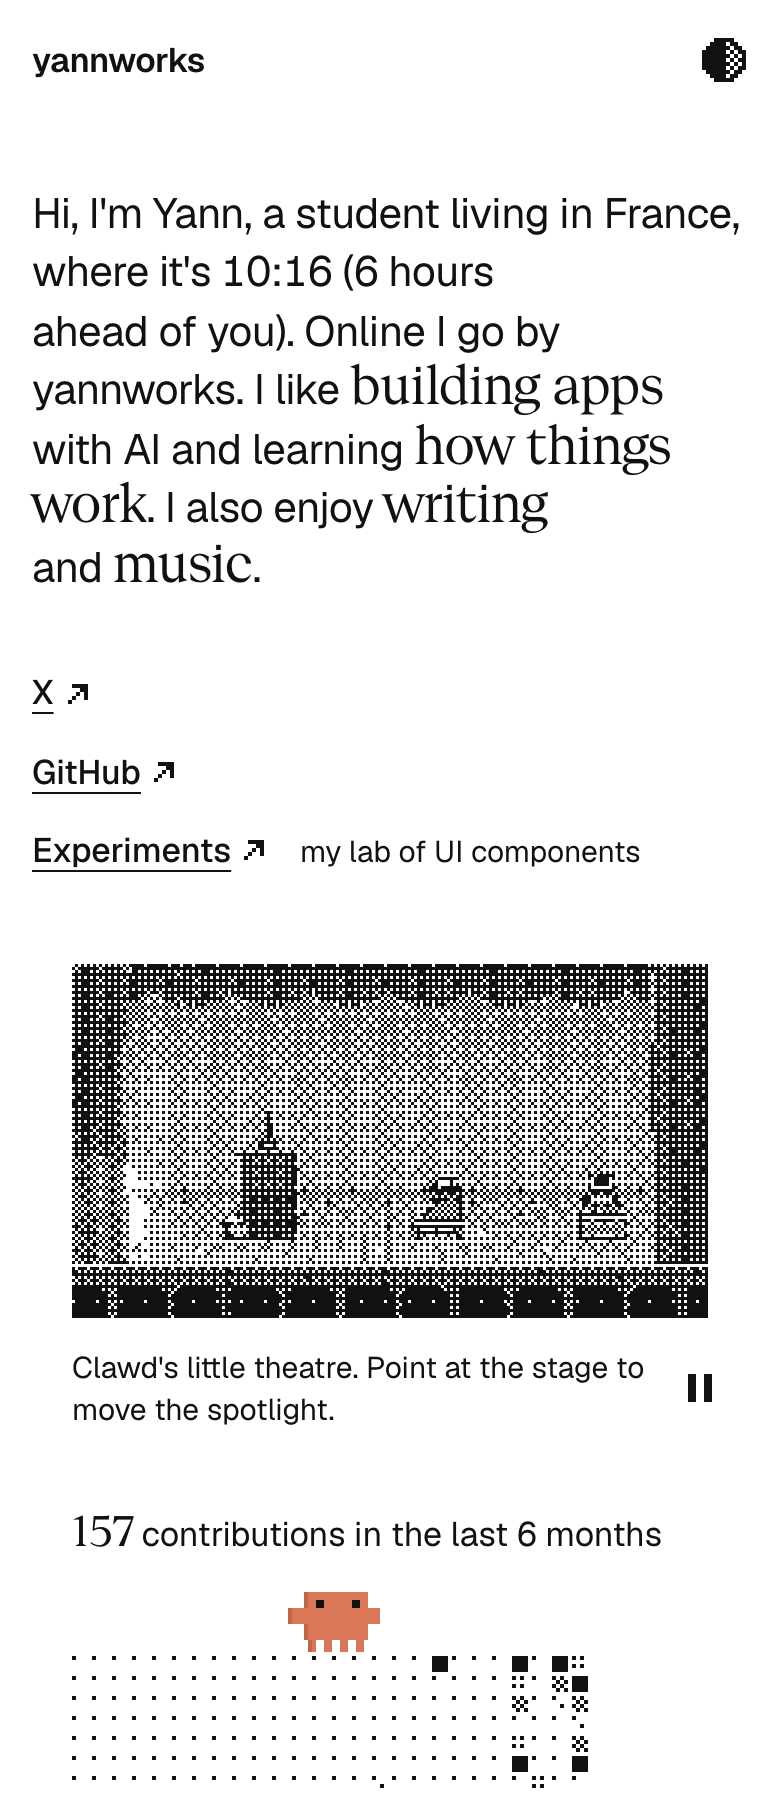 yannworks
Hi, I'm Yann, a student living in France,
where it's 10:16 (6 hours
ahead of you). Online I go by
yannworks. I like building apps
with AI and learning how things
work. I also enjoy writing
and music.
X
GitHub
Experiments my lab of UI components
Clawd's little theatre. Point at the stage to
move the spotlight.
157 contributions in the last 6 months